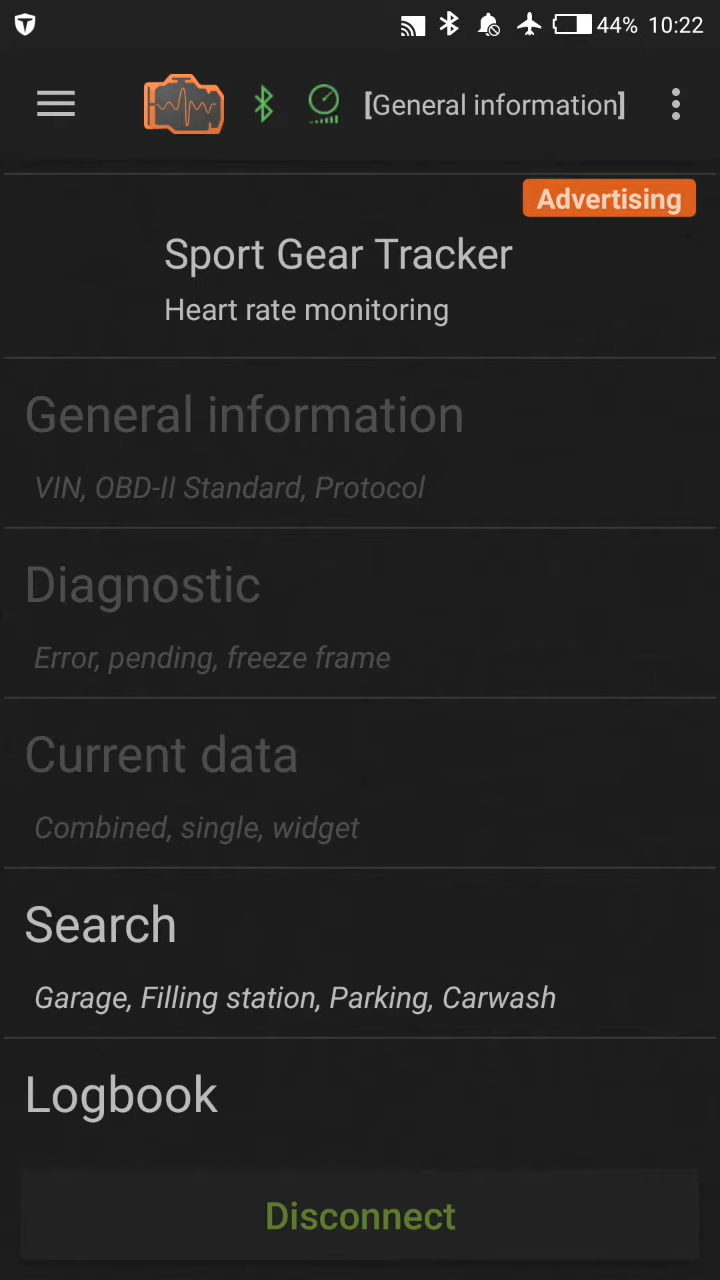 44% 10:22
[General information]
Advertising
Sport Gear Tracker
Heart rate monitoring
General information
VIN, OBD-II Standard, Protocol
Diagnostic
Error, pending, freeze frame
Current data
Combined, single, widget
Search
Garage, Filling station, Parking, Carwash
Logbook
Disconnect